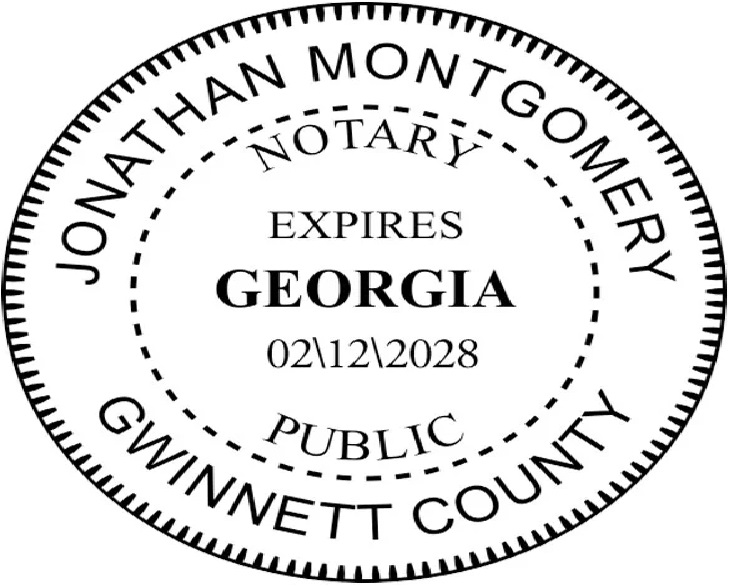 JONATHAN MONTGOMERY
NOTARY
EXPIRES
GEORGIA
02\12\2028
PUBLIC
GWINNETT COUNTY